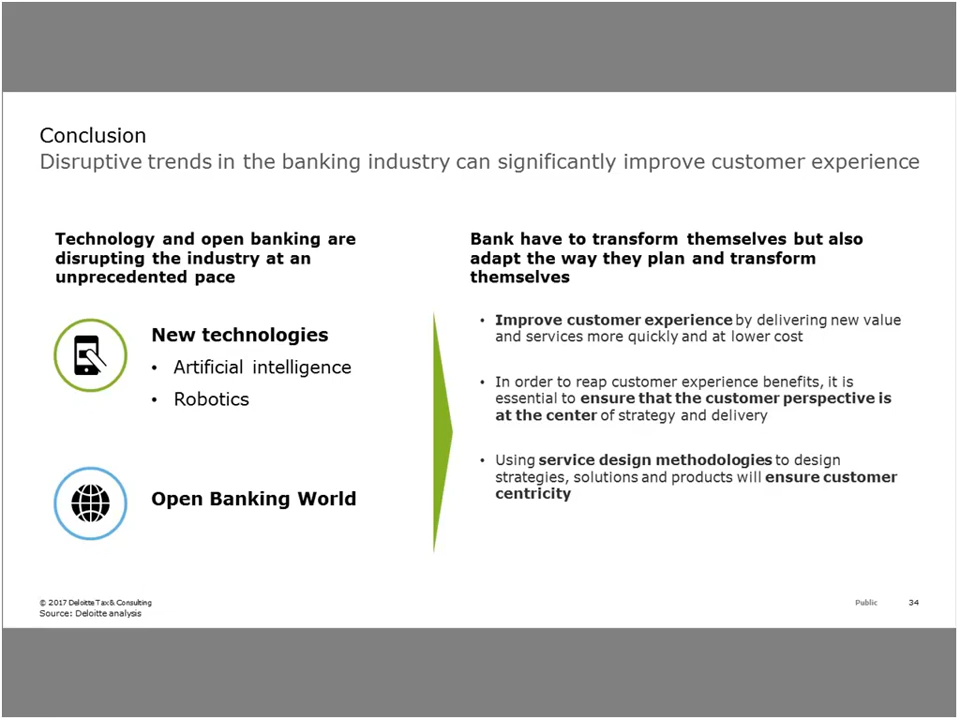 Conclusion
Disruptive trends in the banking industry can significantly improve customer experience
Technology and open banking are
disrupting the industry at an
unprecedented pace
New technologies
• Artificial intelligence
• Robotics
Open Banking World
Bank have to transform themselves but also
adapt the way they plan and transform
themselves
• Improve customer experience by delivering new value
and services more quickly and at lower cost
• In order to reap customer experience benefits, it is
essential to ensure that the customer perspective is
at the center of strategy and delivery
• Using service design methodologies to design
strategies, solutions and products will ensure customer
centricity
© 2017 Deloitte Tax & Consulting
Source: Deloitte analysis
Public 34